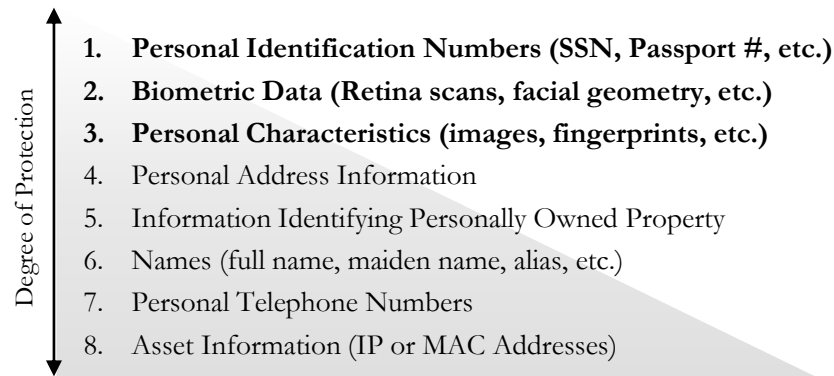 Degree of Protection
1. Personal Identification Numbers (SSN, Passport #, etc.)
2. Biometric Data (Retina scans, facial geometry, etc.)
3. Personal Characteristics (images, fingerprints, etc.)
4. Personal Address Information
5. Information Identifying Personally Owned Property
6. Names (full name, maiden name, alias, etc.)
7. Personal Telephone Numbers
8. Asset Information (IP or MAC Addresses)